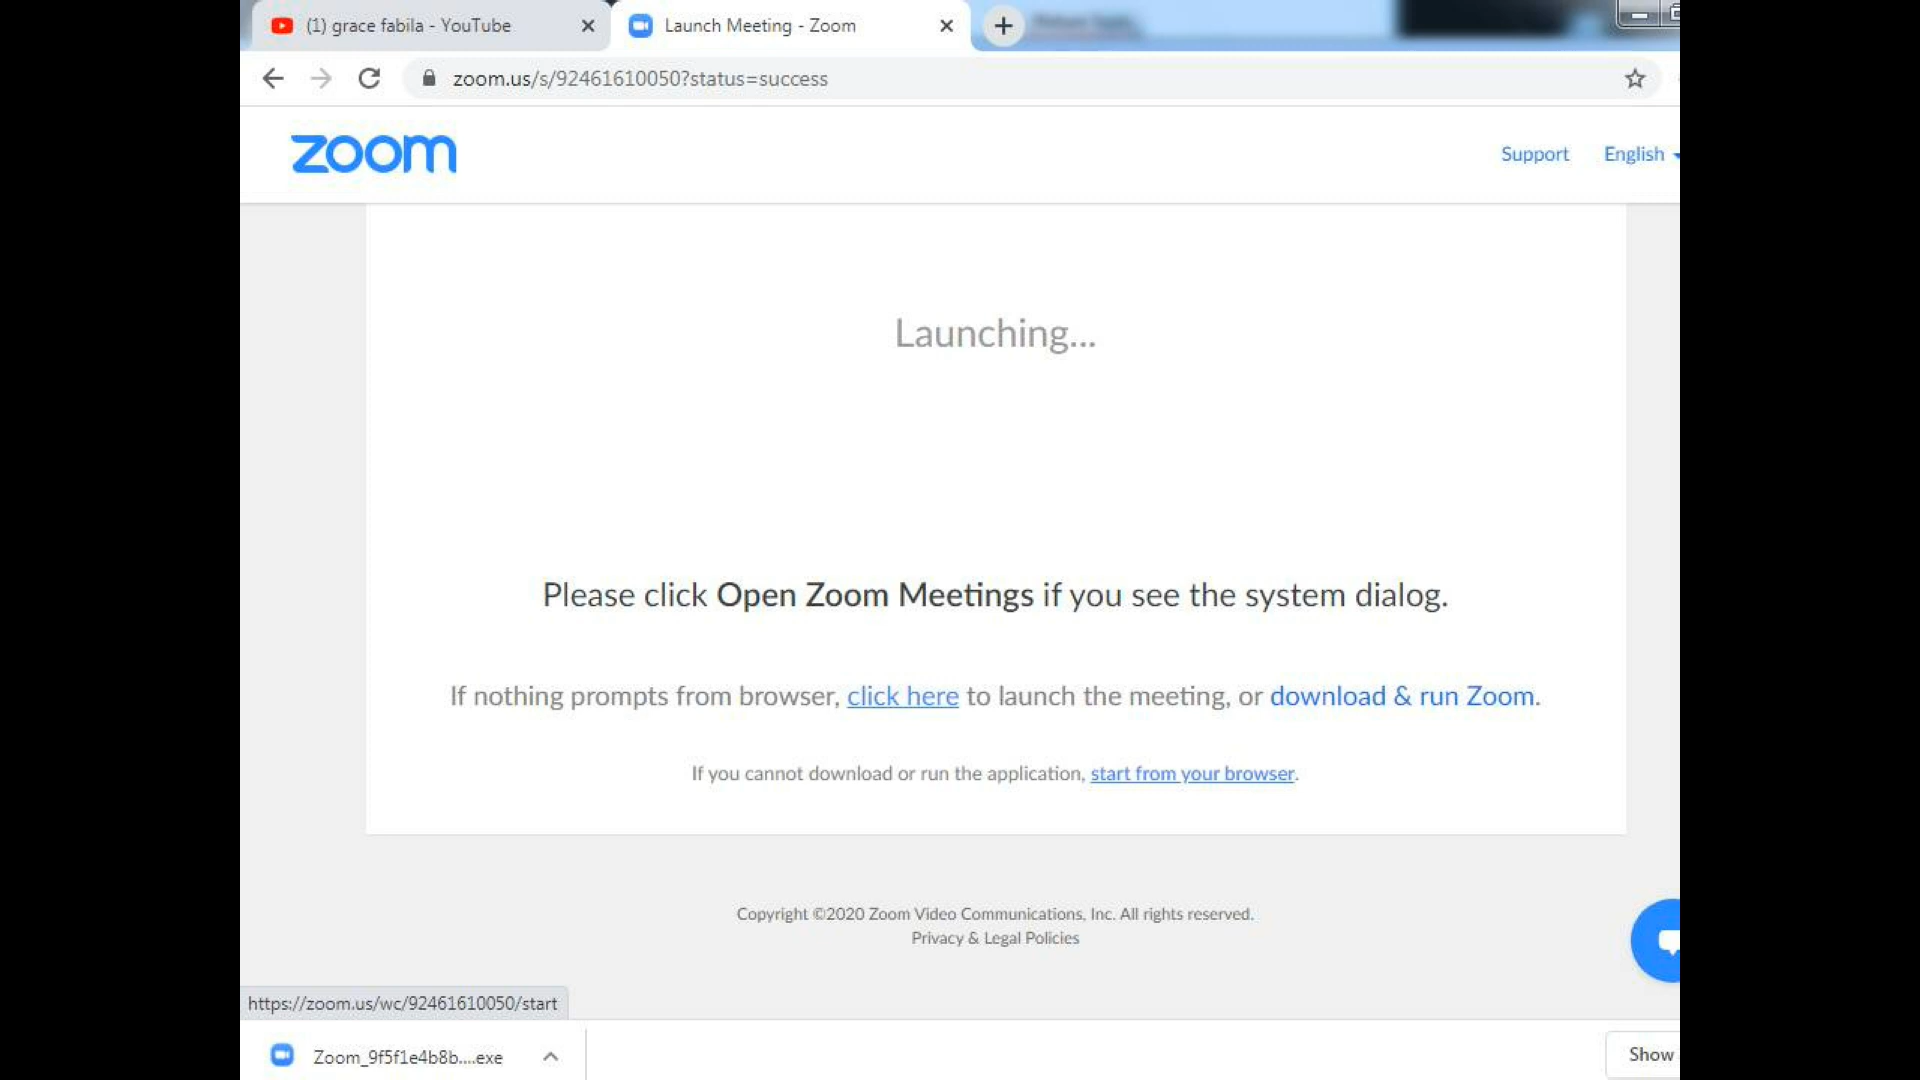 (1) grace fabila - YouTube
Launch Meeting - Zoom
zoom.us/s/92461610050?status=success
zoom
Support
English
Launching...
Please click Open Zoom Meetings if you see the system dialog.
If nothing prompts from browser, click here to launch the meeting, or download & run Zoom.
If you cannot download or run the application, start from your browser.
Copyright ©2020 Zoom Video Communications, Inc. All rights reserved.
Privacy & Legal Policies
https://zoom.us/wc/92461610050/start
Zoom_9f5f1e4b8b....exe
Show